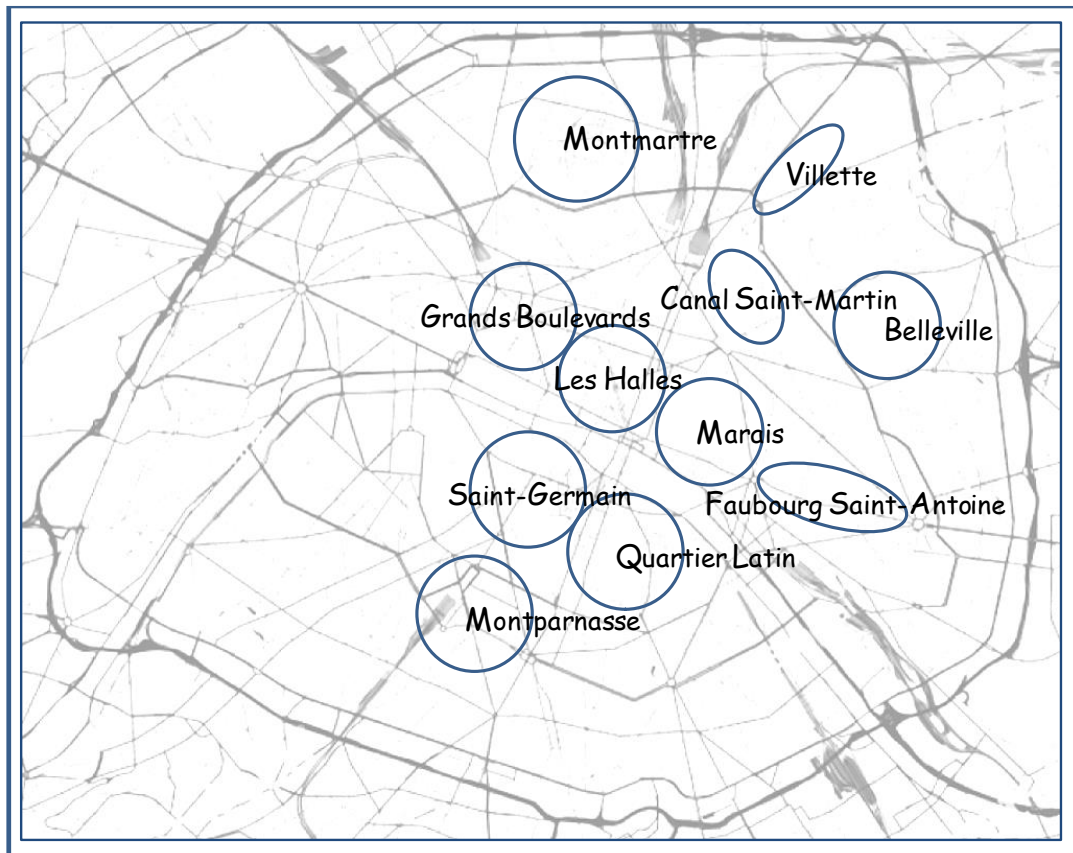 Montmartre
Villette
Canal Saint-Martin
Grands Boulevards
Belleville
Les Halles
Marais
Saint-Germain
Faubourg Saint-Antoine
Quartier Latin
Montparnasse